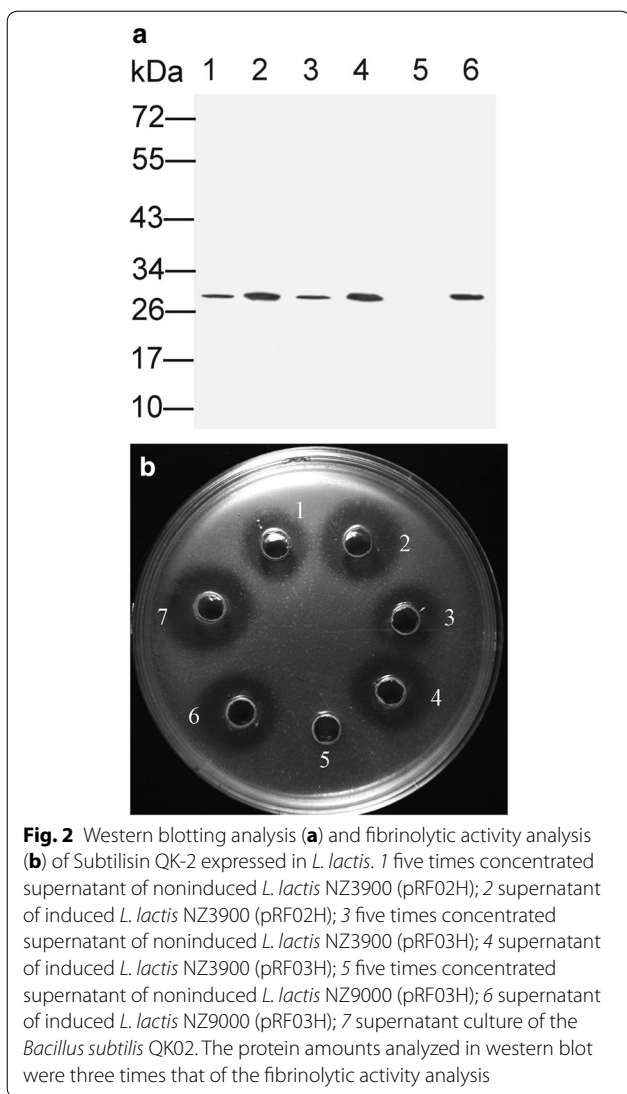 a
kDa 1 2 3 4 5 6
72
55
43
34
26
17
10
b
1
2
7
3
4
6
5
Fig. 2 Western blotting analysis (a) and fibrinolytic activity analysis
(b) of Subtilisin QK-2 expressed in L. lactis. 1 five times concentrated
supernatant of noninduced L. lactis NZ3900 (pRF02H); 2 supernatant
of induced L. lactis NZ3900 (pRF02H); 3 five times concentrated
supernatant of noninduced L. lactis NZ3900 (pRF03H); 4 supernatant
of induced L. lactis NZ3900 (pRF03H); 5 five times concentrated
supernatant of noninduced L. lactis NZ9000 (pRF03H); 6 supernatant
of induced L. lactis NZ9000 (pRF03H); 7 supernatant culture of the
Bacillus subtilis QK02. The protein amounts analyzed in western blot
were three times that of the fibrinolytic activity analysis